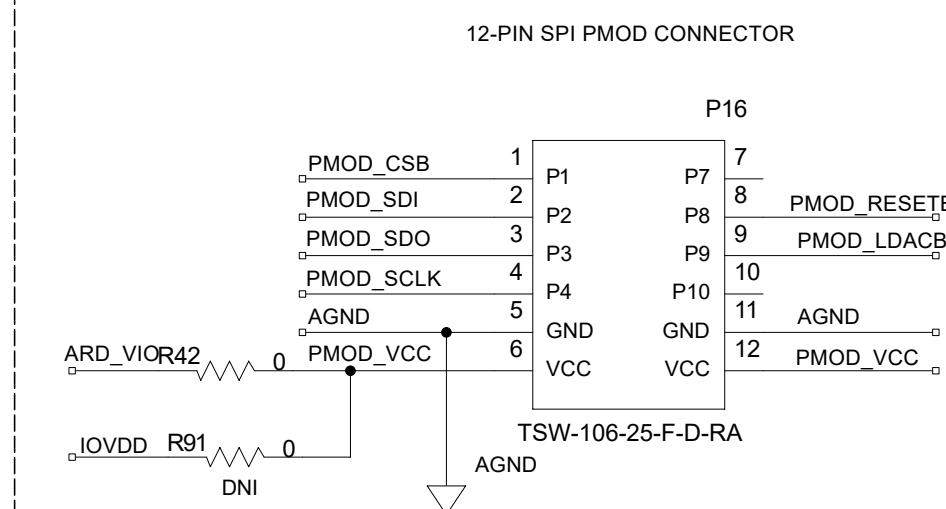 12-PIN SPI PMOD CONNECTOR
P16
PMOD_CSB 1 P1 P7 7
PMOD_SDI 2 P2 P8 8 PMOD_RESETB
PMOD_SDO 3 P3 P9 9 PMOD_LDACB
PMOD_SCLK 4 P4 P10 10
AGND 5 GND GND 11 AGND
ARD_VIO R42 0 PMOD_VCC 6 VCC VCC 12 PMOD_VCC
TSW-106-25-F-D-RA
IOVDD R91 0
DNI
AGND